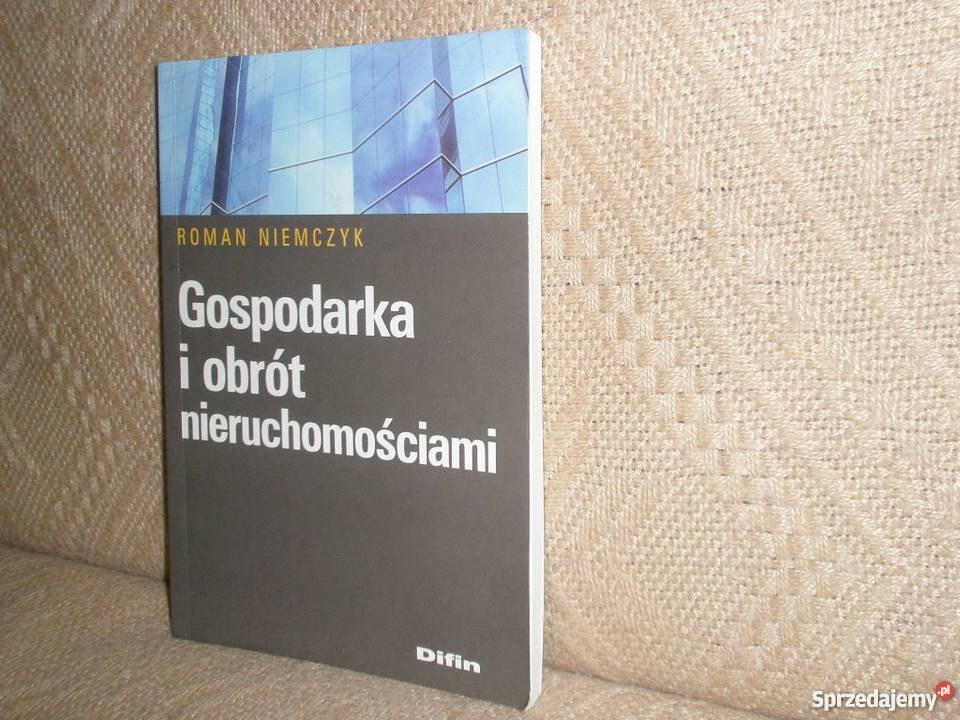 ROMAN NIEMCZYK
Gospodarka
i obrót
nieruchomościami
Difin
Sprzedajemy.pl